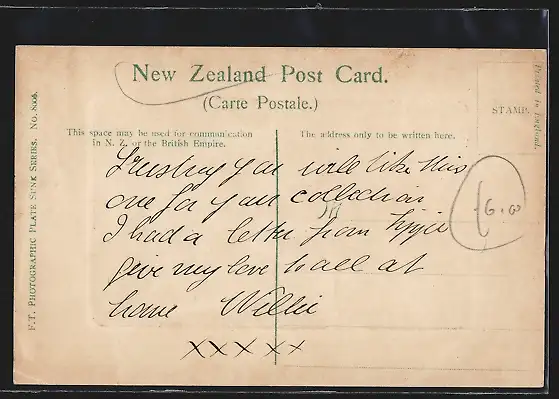 New Zealand Post Card.
(Carte Postale.)
STAMP.
Printed in England.
This space may be used for communication
in N. Z. or the British Empire.
The address only to be written here.
Trusting you will like this
one for your collection
I had a letter from
give my love to all at
home Willie
xxxxx
6.00
F.T. PHOTOGRAPHIC PLATE SUNK SERIES. No. 8006.